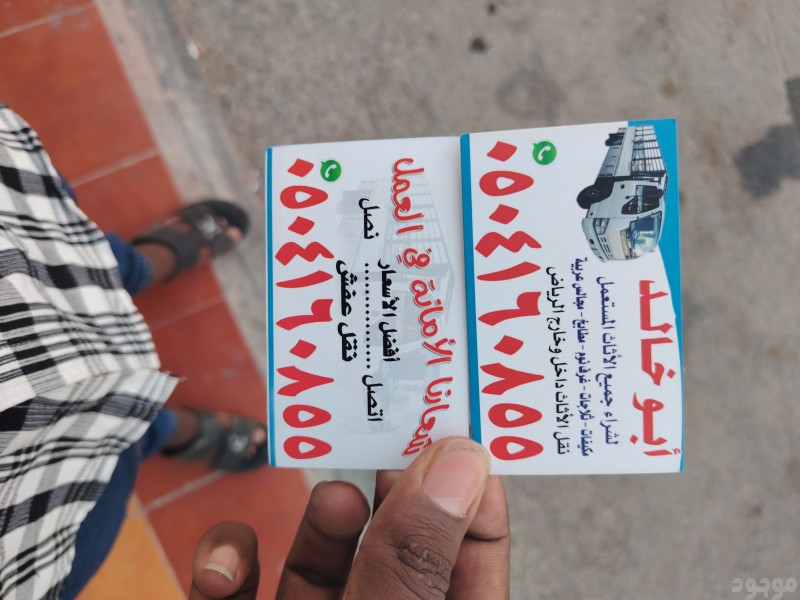 أبو خالد
لشراء جميع الأثاث المستعمل
مكيفات - ثلاجات - غرف نوم - مطابخ - مجالس عربية
نقل الأثاث داخل وخارج الرياض
٠٥٠٤١٦٠٨٥٥
شعارنا الأمانة في العمل
أفضل الأسعار
اتصل ................ نصل
نقل عفش
٠٥٠٤١٦٠٨٥٥
موجود